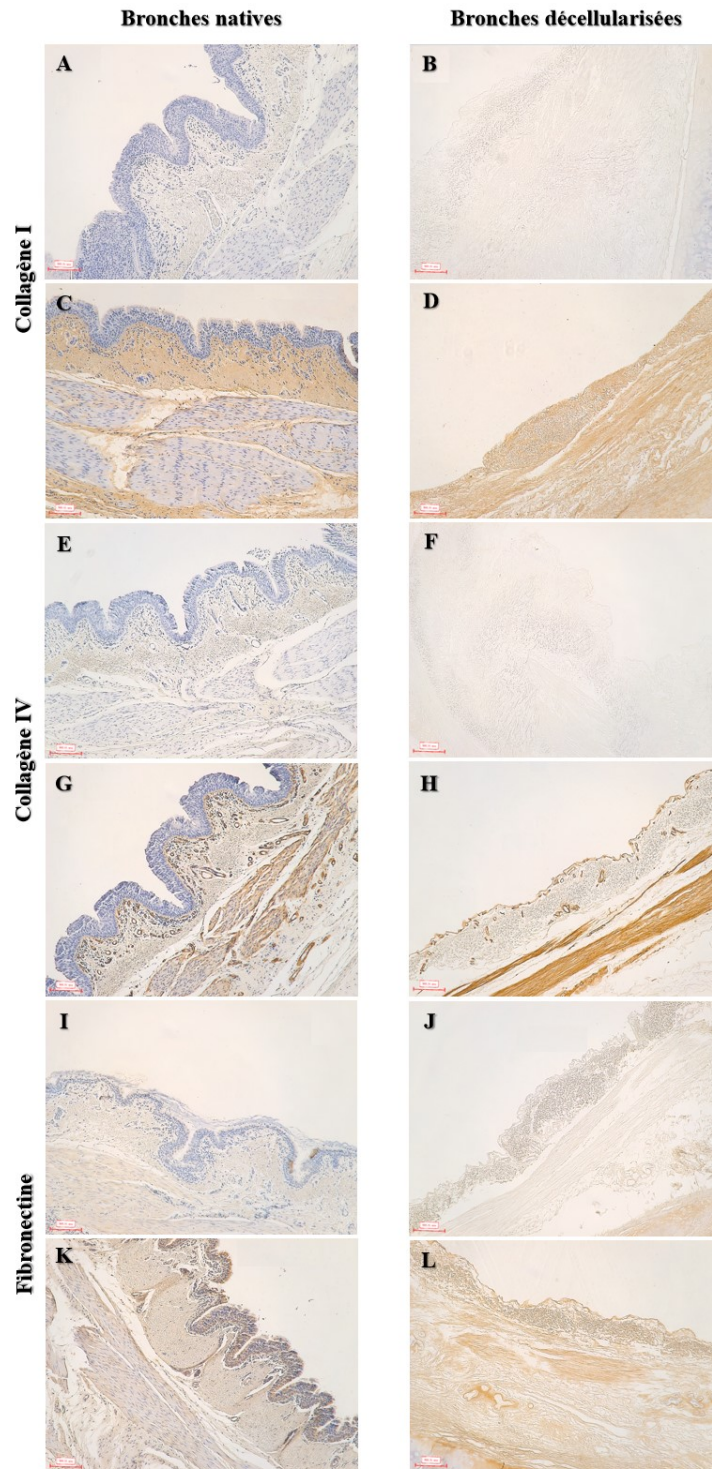 Bronches natives
Bronches décellularisées
A
B
Collagène I
C
D
E
F
Collagène IV
G
H
I
J
Fibronectine
K
L